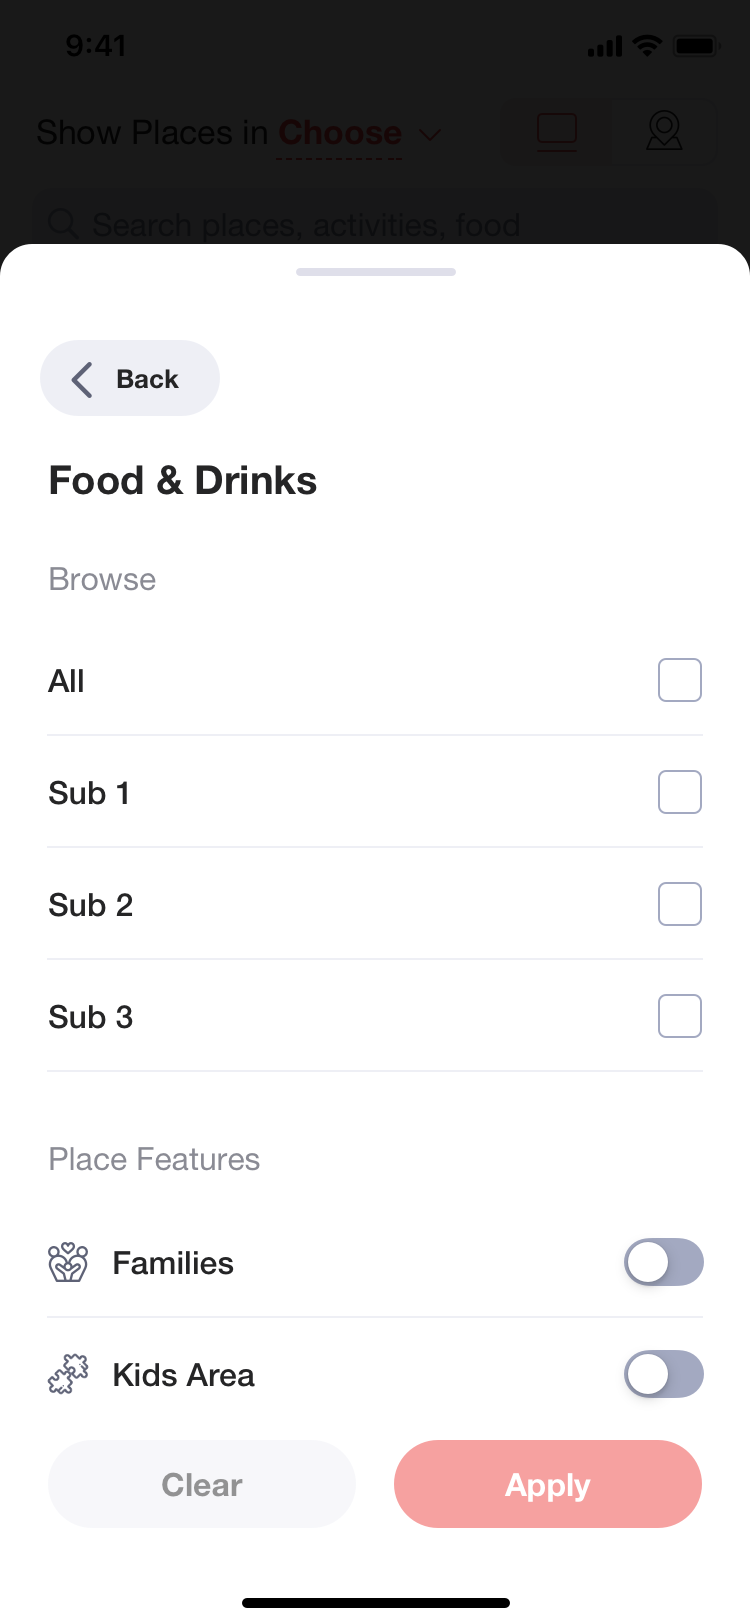 9:41
Show Places in Choose
Search places, activities, food
Back
Food & Drinks
Browse
All
Sub 1
Sub 2
Sub 3
Place Features
Families
Kids Area
Clear
Apply